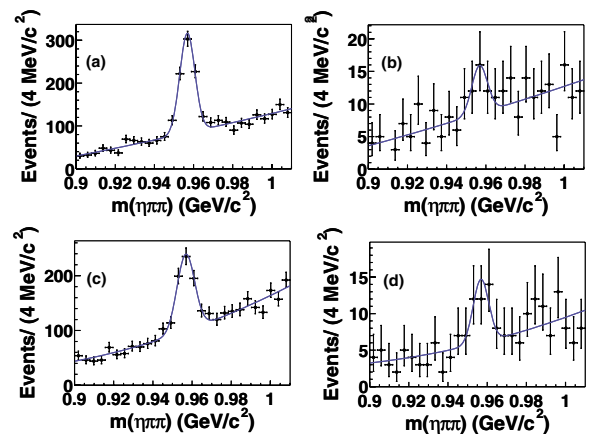 Events/ (4 MeV/c²)
300
200
100
0
(a)
0.9 0.92 0.94 0.96 0.98 1
m(ηππ) (GeV/c²)
Events/ (4 MeV/c²)
20
15
10
5
0
(b)
0.9 0.92 0.94 0.96 0.98 1
m(ηππ) (GeV/c²)
Events/ (4 MeV/c²)
200
100
0
(c)
0.9 0.92 0.94 0.96 0.98 1
m(ηππ) (GeV/c²)
Events/ (4 MeV/c²)
15
10
5
0
(d)
0.9 0.92 0.94 0.96 0.98 1
m(ηππ) (GeV/c²)